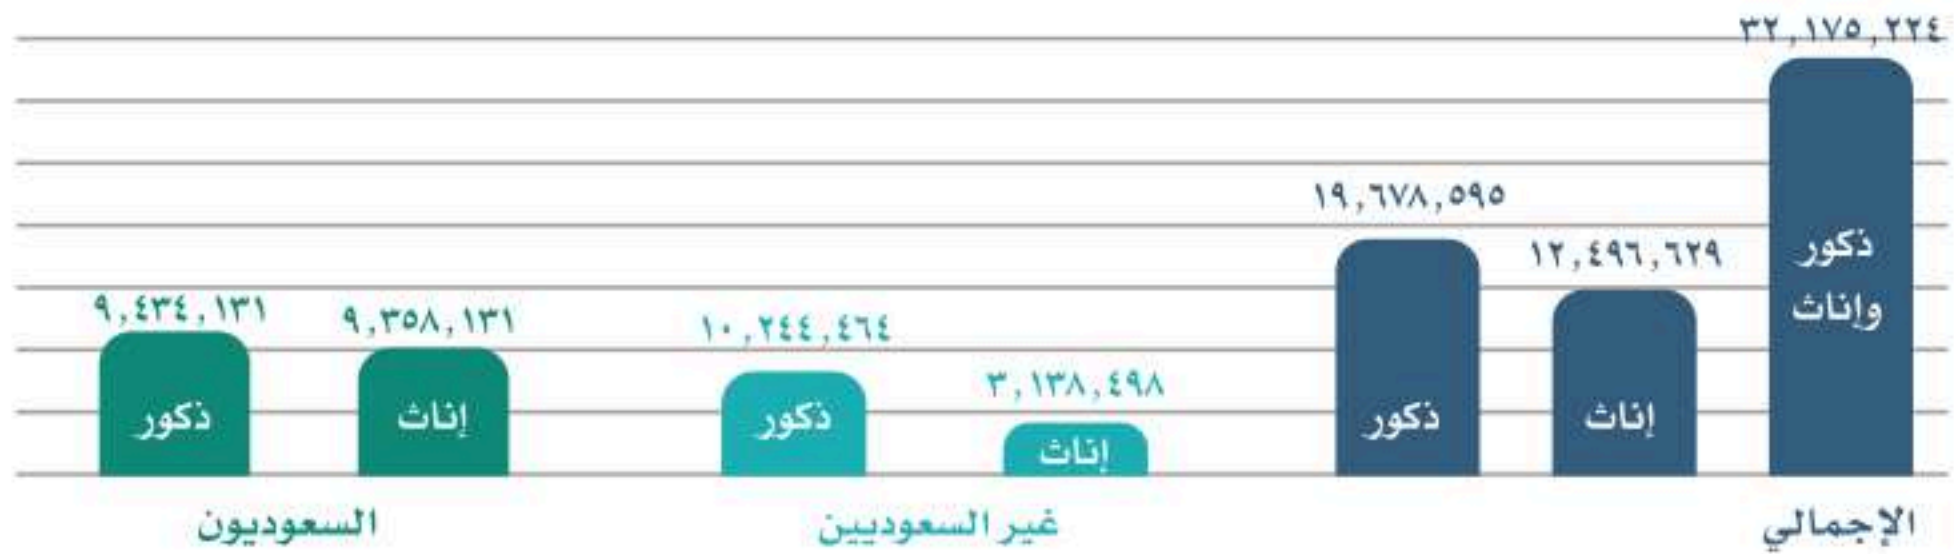 ٣٢,١٧٥,٢٢٤
ذكور
وإناث
١٢,٤٩٦,٦٢٩
إناث
١٩,٦٧٨,٥٩٥
ذكور
الإجمالي
٣,١٣٨,٤٩٨
إناث
١٠,٢٤٤,٤٦٤
ذكور
غير السعوديين
٩,٣٥٨,١٣١
إناث
٩,٤٣٤,١٣١
ذكور
السعوديون